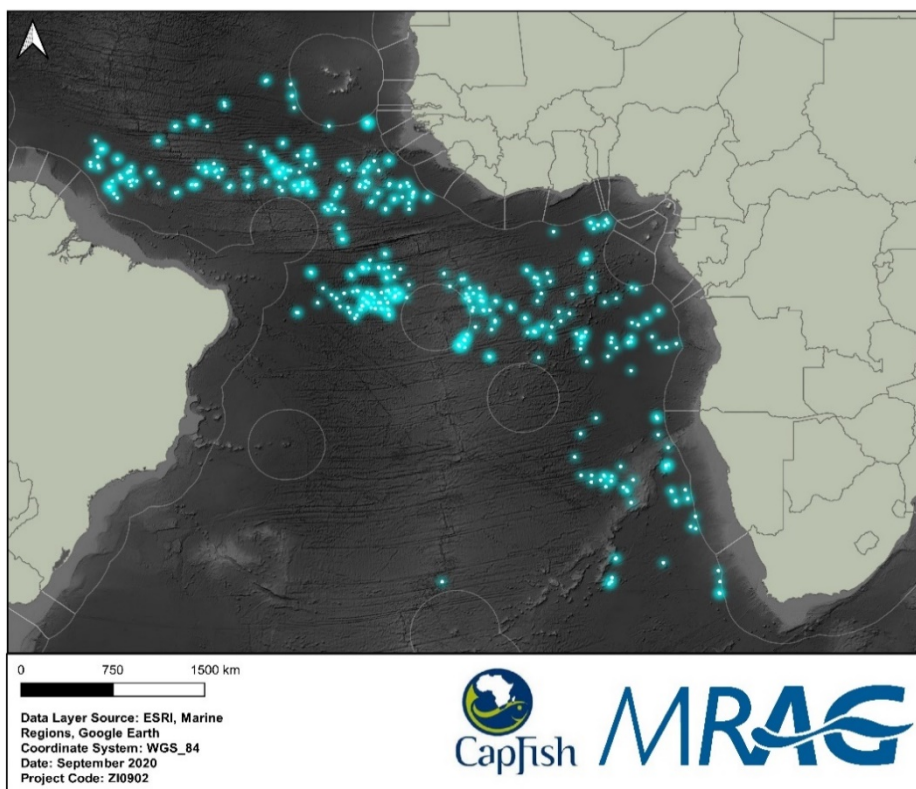 0 750 1500 km
Data Layer Source: ESRI, Marine
Regions, Google Earth
Coordinate System: WGS_84
Date: September 2020
Project Code: ZI0902
CapFish
MRAG